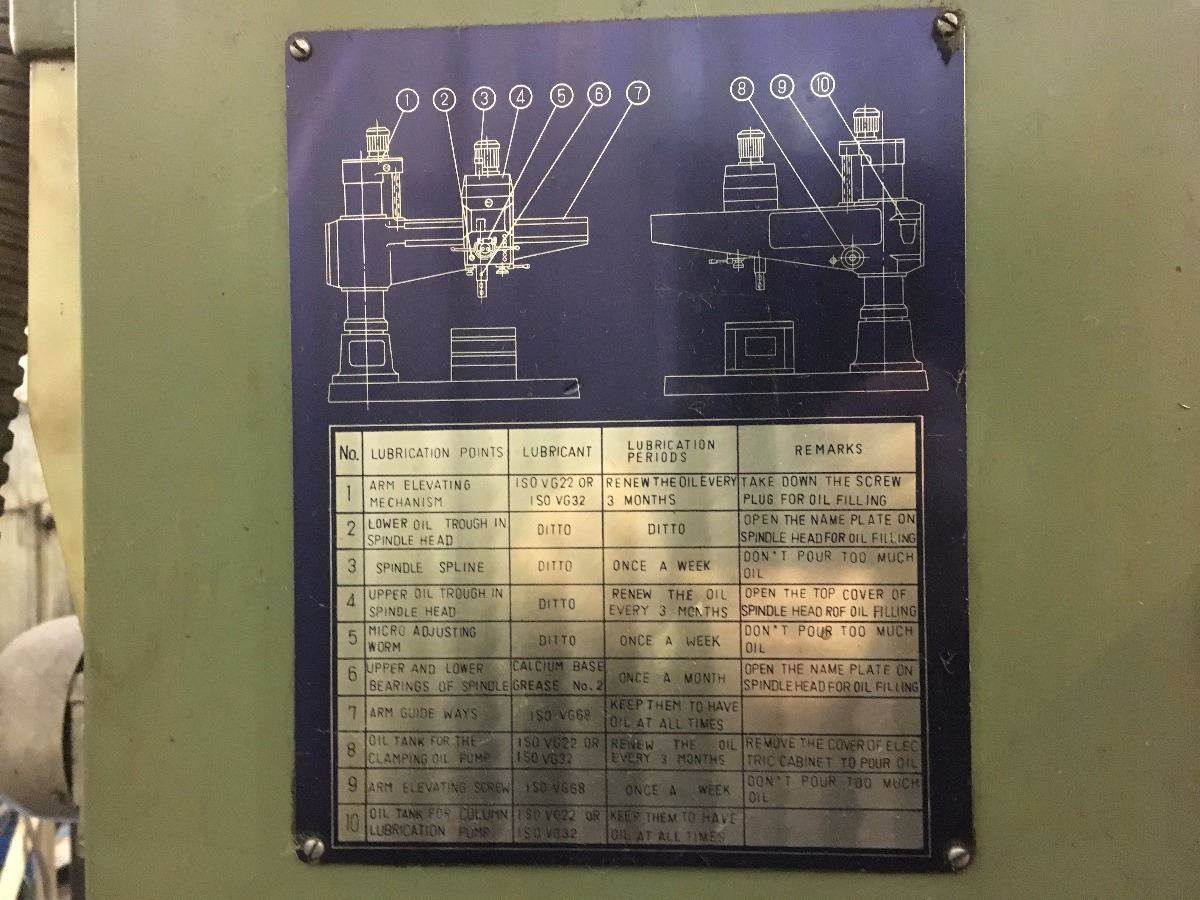 1 2 3 4 5 6 7 8 9 10
No. LUBRICATION POINTS LUBRICANT LUBRICATION PERIODS REMARKS
1 ARM ELEVATING MECHANISM ISO VG22 OR ISO VG32 RENEW THE OIL EVERY 3 MONTHS TAKE DOWN THE SCREW PLUG FOR OIL FILLING
2 LOWER OIL TROUGH IN SPINDLE HEAD DITTO DITTO OPEN THE NAME PLATE ON SPINDLE HEAD FOR OIL FILLING
3 SPINDLE SPLINE DITTO ONCE A WEEK DON'T POUR TOO MUCH OIL
4 UPPER OIL TROUGH IN SPINDLE HEAD DITTO RENEW THE OIL EVERY 3 MONTHS OPEN THE TOP COVER OF SPINDLE HEAD ROF OIL FILLING
5 MICRO ADJUSTING WORM DITTO ONCE A WEEK DON'T POUR TOO MUCH OIL
6 UPPER AND LOWER BEARINGS OF SPINDLE CALCIUM BASE GREASE No.2 ONCE A MONTH OPEN THE NAME PLATE ON SPINDLE HEAD FOR OIL FILLING
7 ARM GUIDE WAYS ISO VG68 KEEP THEM TO HAVE OIL AT ALL TIMES
8 OIL TANK FOR THE CLAMPING OIL PUMP ISO VG22 OR ISO VG32 RENEW THE OIL EVERY 3 MONTHS REMOVE THE COVER OF ELECTRIC CABINET TO POUR OIL
9 ARM ELEVATING SCREW ISO VG68 ONCE A WEEK DON'T POUR TOO MUCH OIL
10 OIL TANK FOR COLUMN LUBRICATION PUMP ISO VG22 OR ISO VG32 KEEP THEM TO HAVE OIL AT ALL TIMES